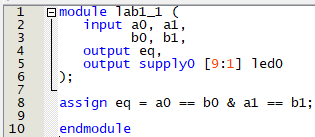 1 module lab1_1 (
2 input a0, a1,
3 b0, b1,
4 output eq,
5 output supply0 [9:1] led0
6 );
7
8 assign eq = a0 == b0 & a1 == b1;
9
10 endmodule